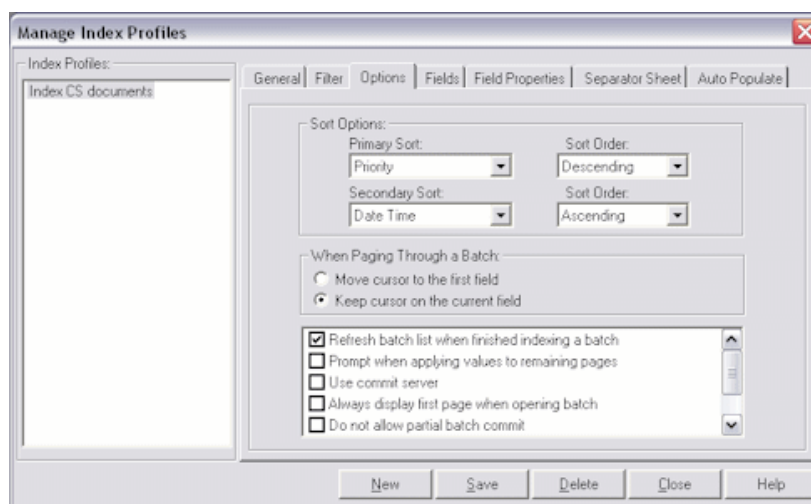 Manage Index Profiles
Index Profiles:
Index CS documents
General Filter Options Fields Field Properties Separator Sheet Auto Populate
Sort Options:
Primary Sort: Sort Order:
Priority Descending
Secondary Sort: Sort Order:
Date Time Ascending
When Paging Through a Batch:
Move cursor to the first field
Keep cursor on the current field
Refresh batch list when finished indexing a batch
Prompt when applying values to remaining pages
Use commit server
Always display first page when opening batch
Do not allow partial batch commit
New Save Delete Close Help